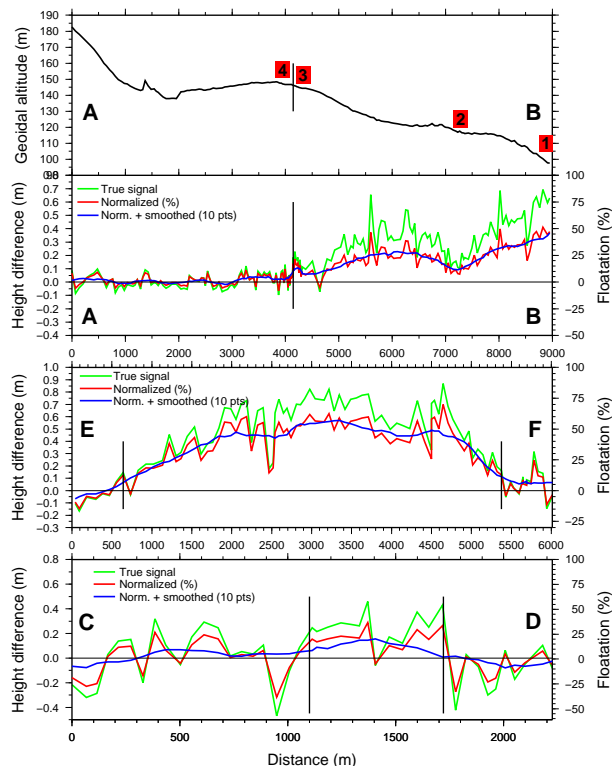 190
180
170
160
150
140
130
120
110
100
90
Geoidal altitude (m)
4 3
2
1
A B
0.8
0.7
0.6
0.5
0.4
0.3
0.2
0.1
0.0
−0.1
−0.2
−0.3
−0.4
Height difference (m)
True signal
Normalized (%)
Norm. + smoothed (10 pts)
A B
100
75
50
25
0
−25
−50
Floatation (%)
0 1000 2000 3000 4000 5000 6000 7000 8000 9000
1.0
0.9
0.8
0.7
0.6
0.5
0.4
0.3
0.2
0.1
0.0
−0.1
−0.2
−0.3
Height difference (m)
True signal
Normalized (%)
Norm. + smoothed (10 pts)
E F
100
75
50
25
0
−25
Floatation (%)
0 500 1000 1500 2000 2500 3000 3500 4000 4500 5000 5500 6000
0.8
0.6
0.4
0.2
0.0
−0.2
−0.4
Height difference (m)
True signal
Normalized (%)
Norm. + smoothed (10 pts)
C D
100
75
50
25
0
−25
−50
Floatation (%)
0 500 1000 1500 2000
Distance (m)